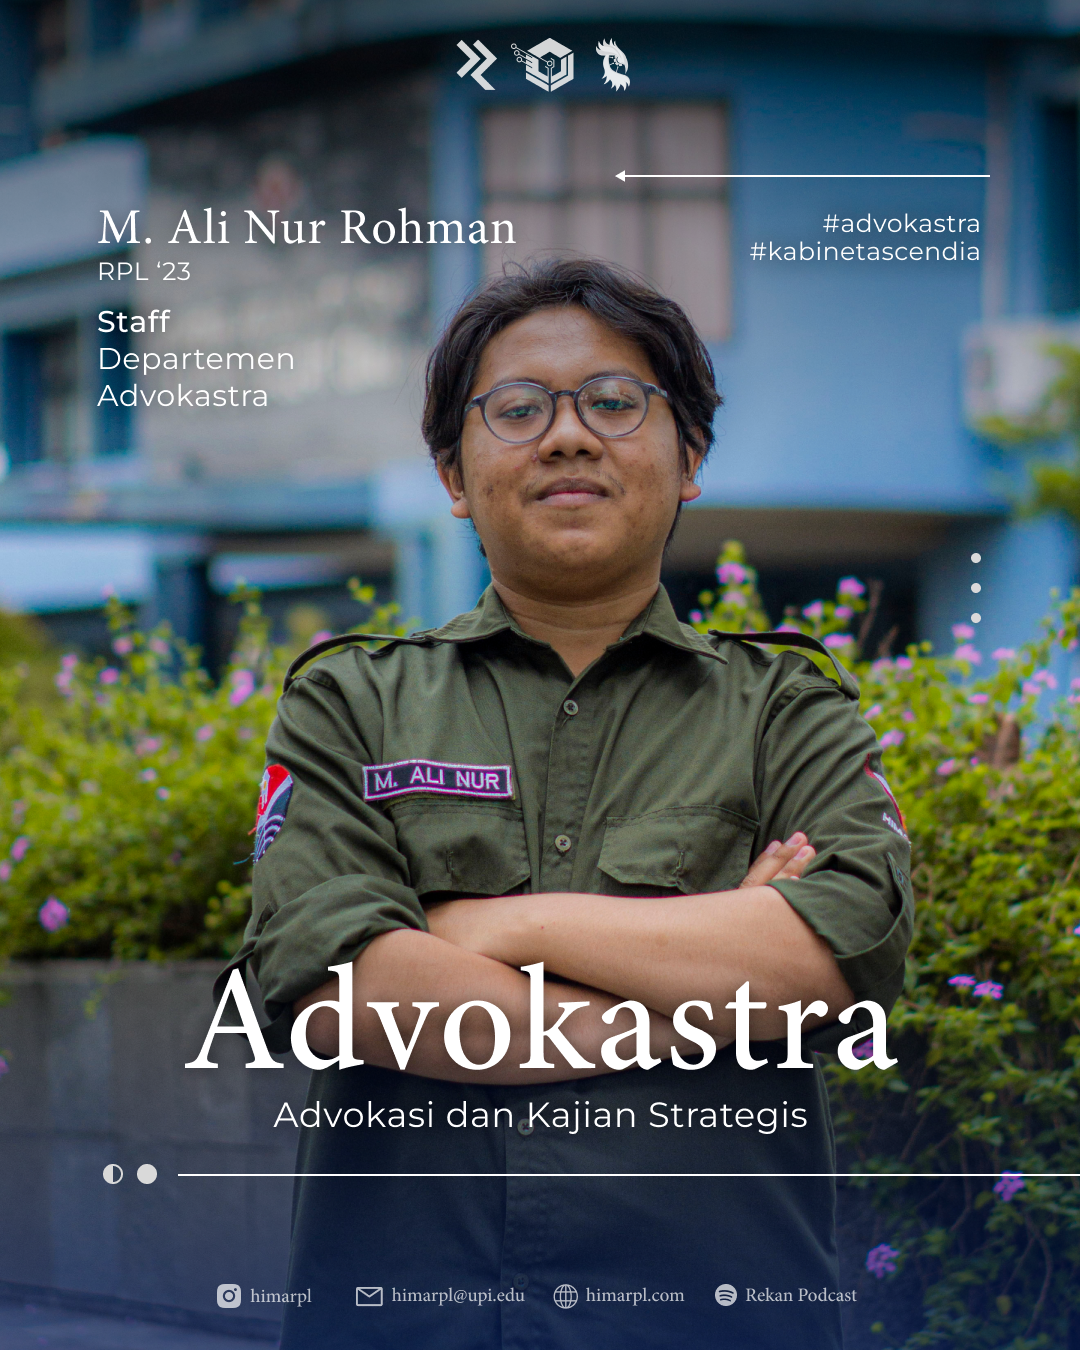 M. Ali Nur Rohman
RPL ‘23
Staff
Departemen
Advokastra
#advokastra
#kabinetascendia
M. ALI NUR
Advokastra
Advokasi dan Kajian Strategis
himarpl
himarpl@upi.edu
himarpl.com
Rekan Podcast